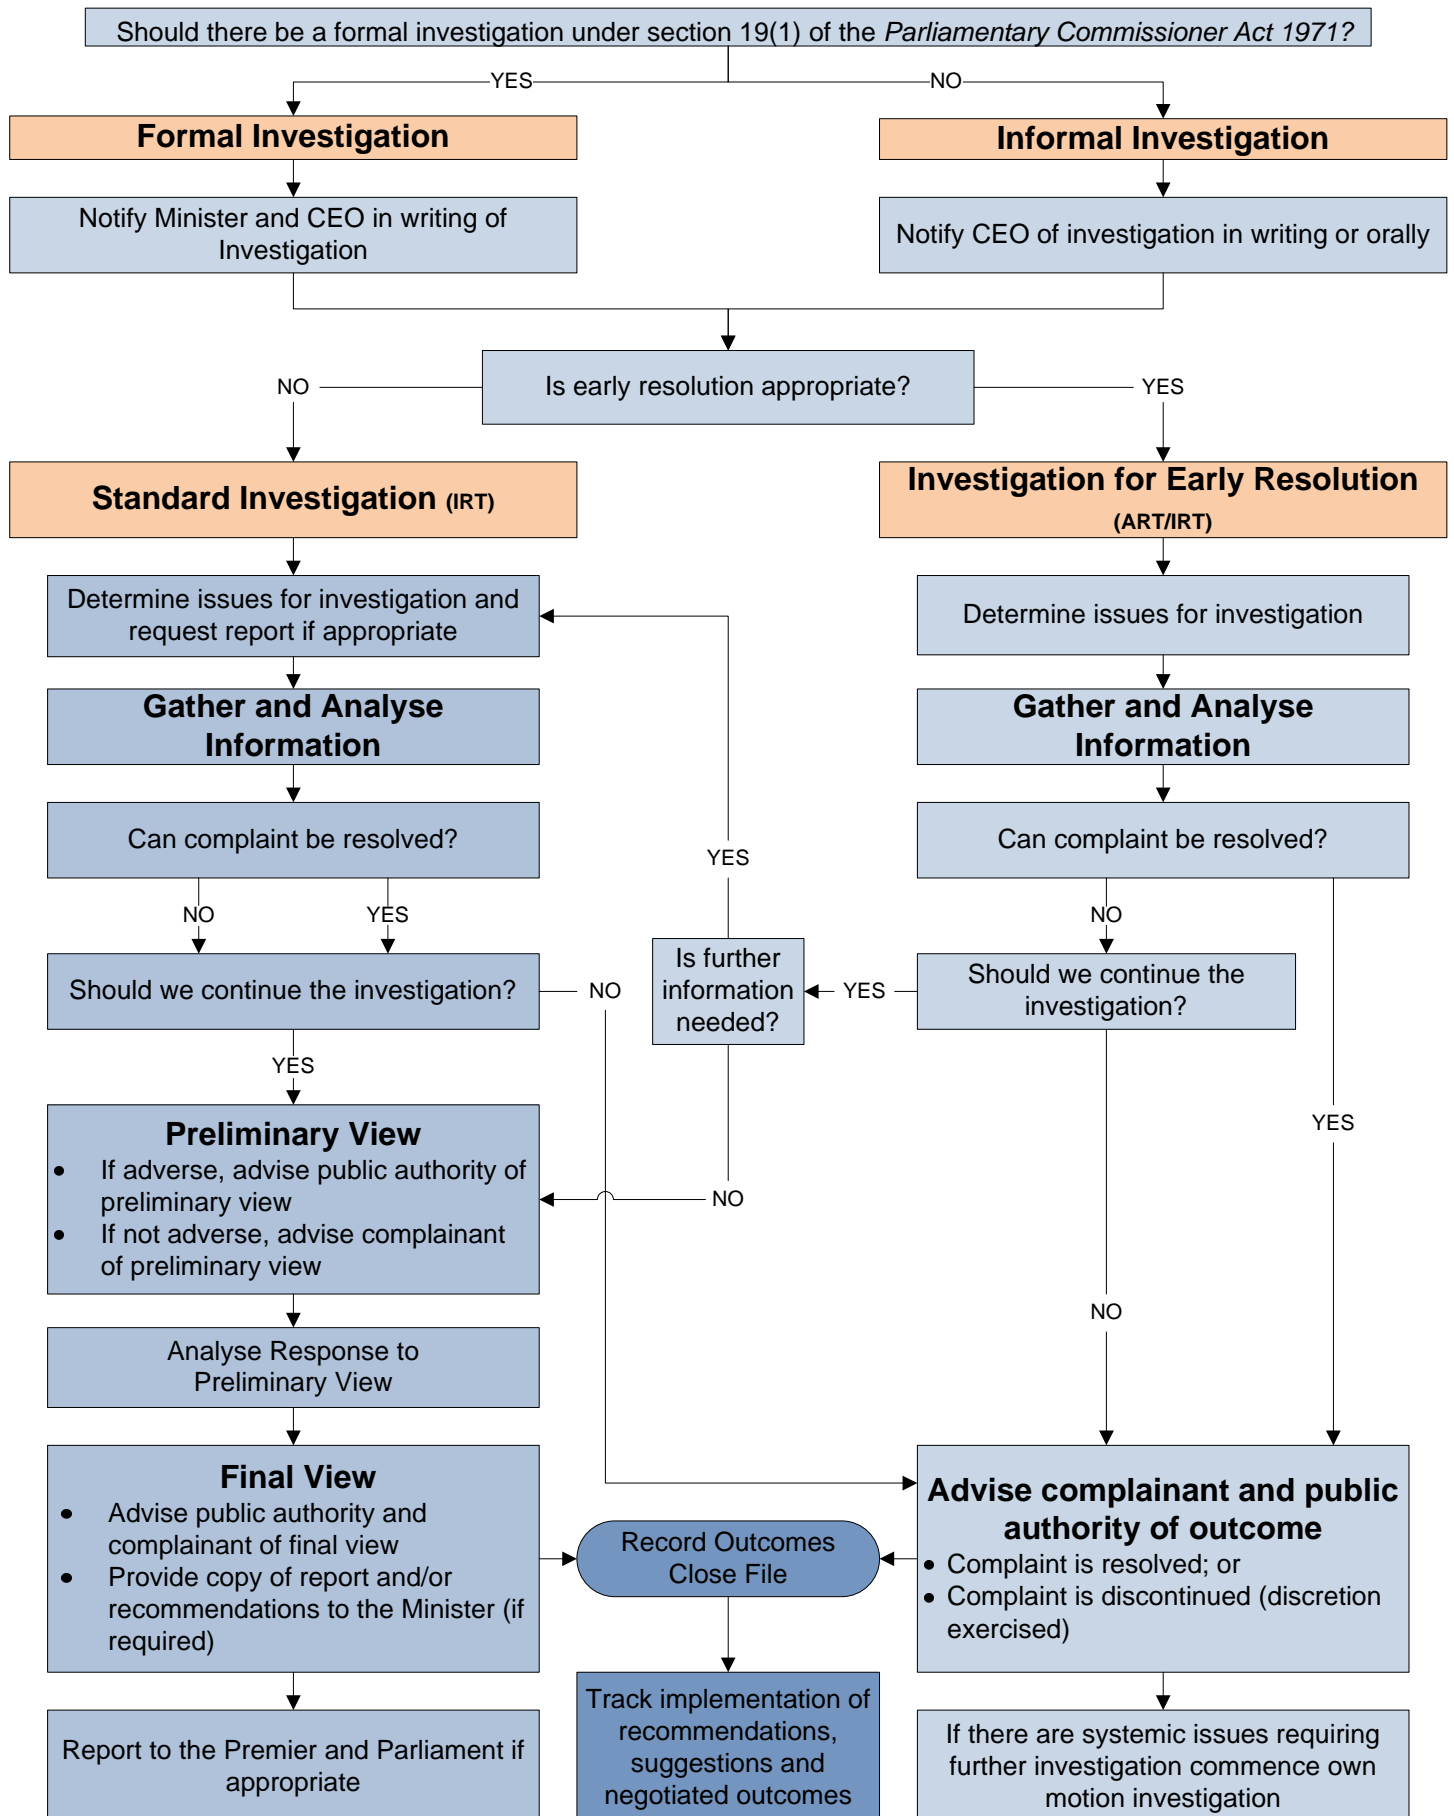 Should there be a formal investigation under section 19(1) of the Parliamentary Commissioner Act 1971?
YES
NO
Formal Investigation
Informal Investigation
Notify Minister and CEO in writing of
Investigation
Notify CEO of investigation in writing or orally
Is early resolution appropriate?
NO
YES
Standard Investigation (IRT)
Investigation for Early Resolution
(ART/IRT)
Determine issues for investigation and
request report if appropriate
Determine issues for investigation
Gather and Analyse
Information
Gather and Analyse
Information
Can complaint be resolved?
Can complaint be resolved?
YES
NO
YES
NO
Should we continue the investigation?
NO
Is further
information
needed?
YES
Should we continue the
investigation?
YES
YES
Preliminary View
• If adverse, advise public authority of
preliminary view
• If not adverse, advise complainant
of preliminary view
NO
NO
Analyse Response to
Preliminary View
Final View
• Advise public authority and
complainant of final view
• Provide copy of report and/or
recommendations to the Minister (if
required)
Record Outcomes
Close File
Advise complainant and public
authority of outcome
• Complaint is resolved; or
• Complaint is discontinued (discretion
exercised)
Report to the Premier and Parliament if
appropriate
Track implementation of
recommendations,
suggestions and
negotiated outcomes
If there are systemic issues requiring
further investigation commence own
motion investigation